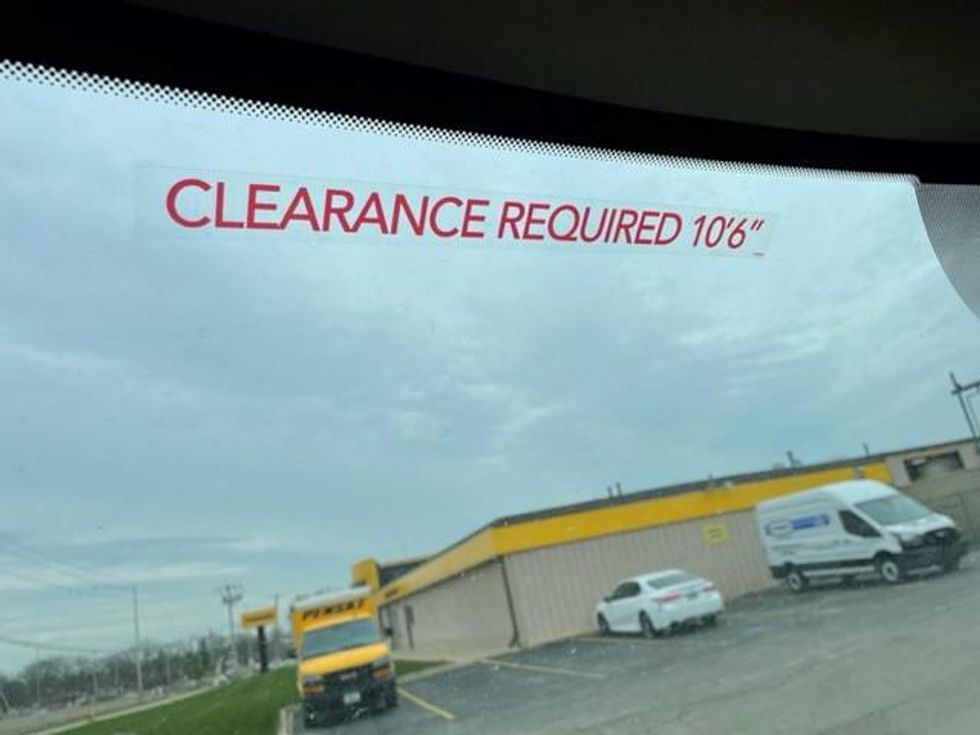 CLEARANCE REQUIRED 10'6"
PENSKE